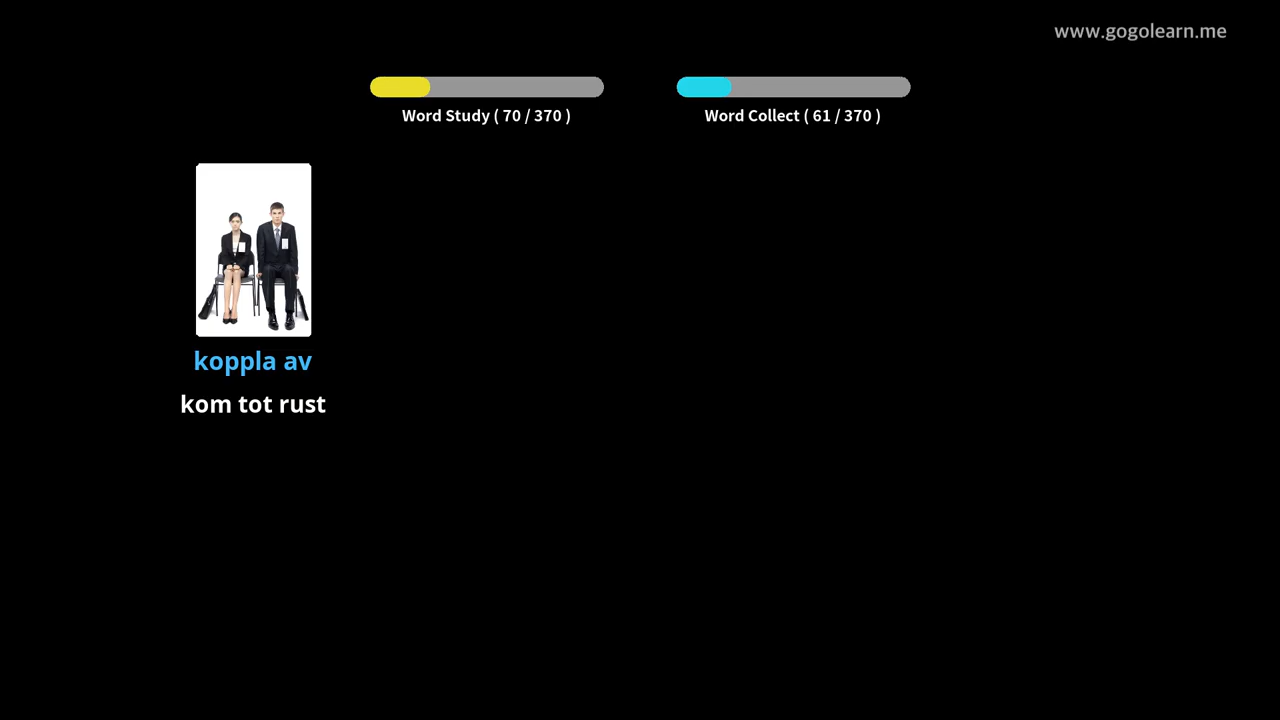 www.gogolearn.me
Word Study ( 70 / 370 )
Word Collect ( 61 / 370 )
koppla av
kom tot rust